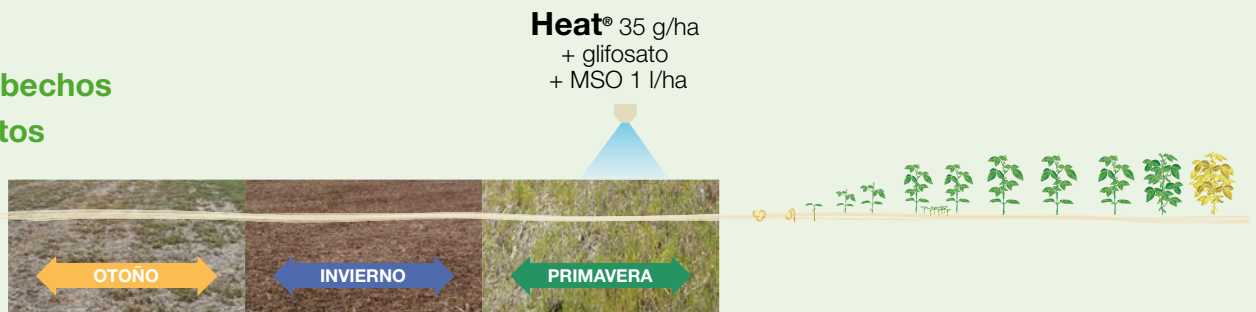 Heat® 35 g/ha
+ glifosato
+ MSO 1 l/ha
bechos
tos
OTOÑO
INVIERNO
PRIMAVERA